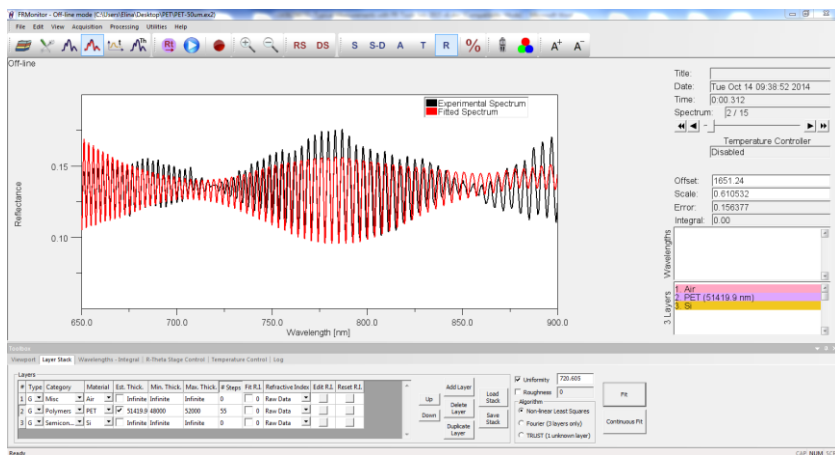 FRMonitor - Off-line mode (C:\Users\Elina\Desktop\PET\PET-50um.ex2)
File Edit View Acquisition Processing Utilities Help
Rt RS DS S S-D A T R % A+ A-
Off-line
Experimental Spectrum
Fitted Spectrum
0.15
0.10
Reflectance
650.0 700.0 750.0 800.0 850.0 900.0
Wavelength [nm]
Title:
Date: Tue Oct 14 09:38:52 2014
Time: 0:00.312
Spectrum: 2 / 15
Temperature Controller
Disabled
Offset: 1651.24
Scale: 0.610532
Error: 0.156377
Integral: 0.00
Wavelengths
3 Layers
1. Air
2. PET (51419.9 nm)
3. Si
Toolbox
Viewport Layer Stack Wavelengths - Integral R-Theta Stage Control Temperature Control Log
Layers
# Type Category Material Est. Thick. Min. Thick. Max. Thick. # Steps Fit R.I. Refractive Index Edit R.I. Reset R.I.
1 G Misc Air Infinite Infinite Infinite 0 0 Raw Data
2 G Polymers PET 51419.9 48000 52000 55 0 Raw Data
3 G Semicon... Si Infinite Infinite Infinite 0 0 Raw Data
Up
Down
Add Layer
Delete Layer
Duplicate Layer
Load Stack
Save Stack
Uniformity 720.605
Roughness 0
Algorithm
Non-linear Least Squares
Fourier (3 layers only)
TRUST (1 unknown layer)
Fit
Continuous Fit
Ready
CAP NUM